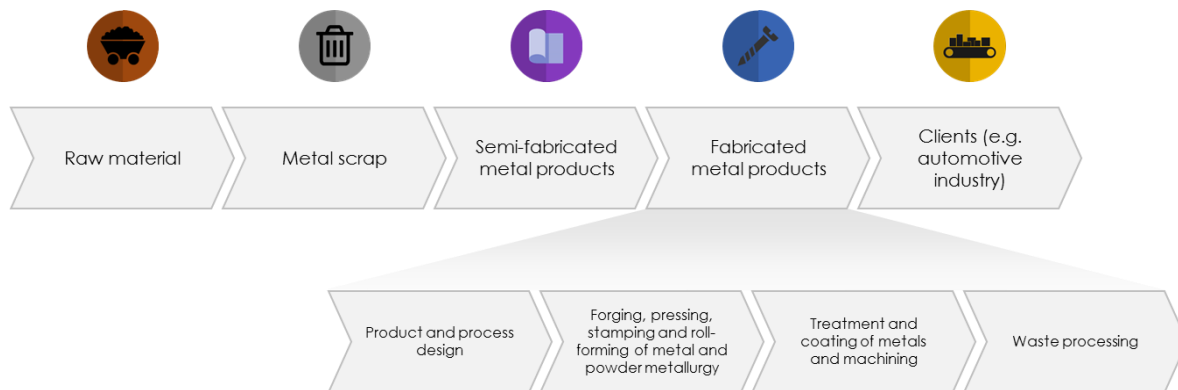 Raw material
Metal scrap
Semi-fabricated
metal products
Fabricated
metal products
Clients (e.g.
automotive
industry)
Product and process
design
Forging, pressing,
stamping and roll-
forming of metal and
powder metallurgy
Treatment and
coating of metals
and machining
Waste processing